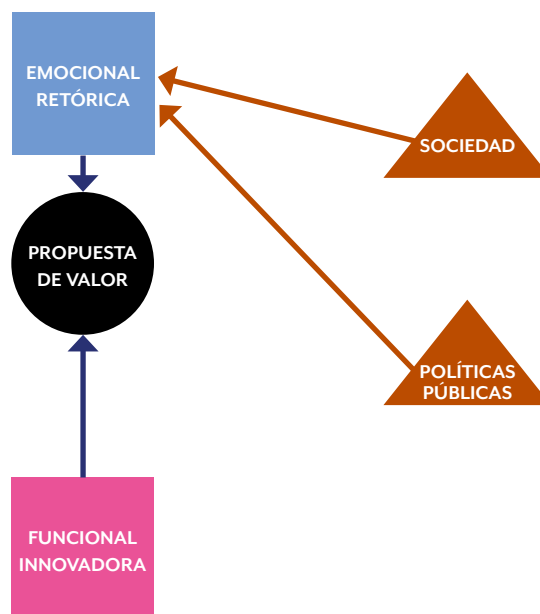 EMOCIONAL
RETÓRICA
SOCIEDAD
PROPUESTA
DE VALOR
POLÍTICAS
PÚBLICAS
FUNCIONAL
INNOVADORA